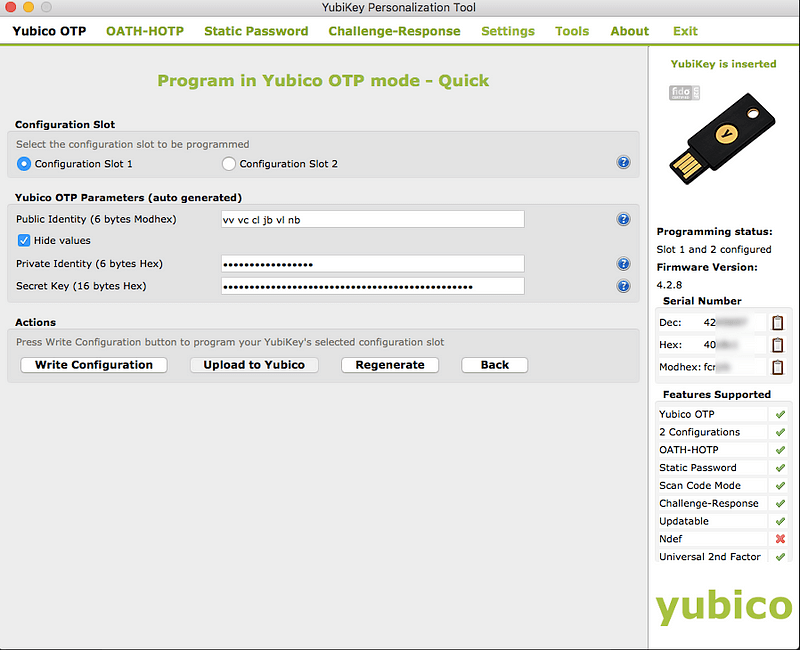 YubiKey Personalization Tool
Yubico OTP OATH-HOTP Static Password Challenge-Response Settings Tools About Exit
Program in Yubico OTP mode - Quick
Configuration Slot
Select the configuration slot to be programmed
Configuration Slot 1 Configuration Slot 2
?
Yubico OTP Parameters (auto generated)
Public Identity (6 bytes Modhex) vv vc cl jb vl nb
?
Hide values
Private Identity (6 bytes Hex) •••••••••••••••••
?
Secret Key (16 bytes Hex) •••••••••••••••••••••••••••••••••••••••••••••••
?
Actions
Press Write Configuration button to program your YubiKey's selected configuration slot
Write Configuration Upload to Yubico Regenerate Back
YubiKey is inserted
fido
Y
Programming status:
Slot 1 and 2 configured
Firmware Version:
4.2.8
Serial Number
Dec: 42
Hex: 40
Modhex: fcr
Features Supported
Yubico OTP
2 Configurations
OATH-HOTP
Static Password
Scan Code Mode
Challenge-Response
Updatable
Ndef
Universal 2nd Factor
yubico